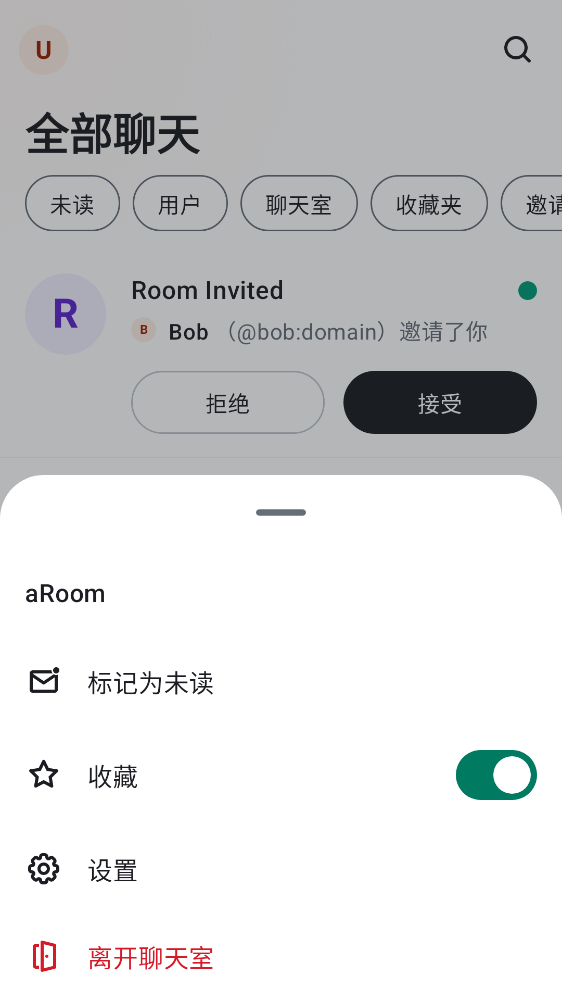 U
全部聊天
未读 用户 聊天室 收藏夹 邀请
R
Room Invited
B Bob （@bob:domain）邀请了你
拒绝 接受
aRoom
标记为未读
收藏
设置
离开聊天室